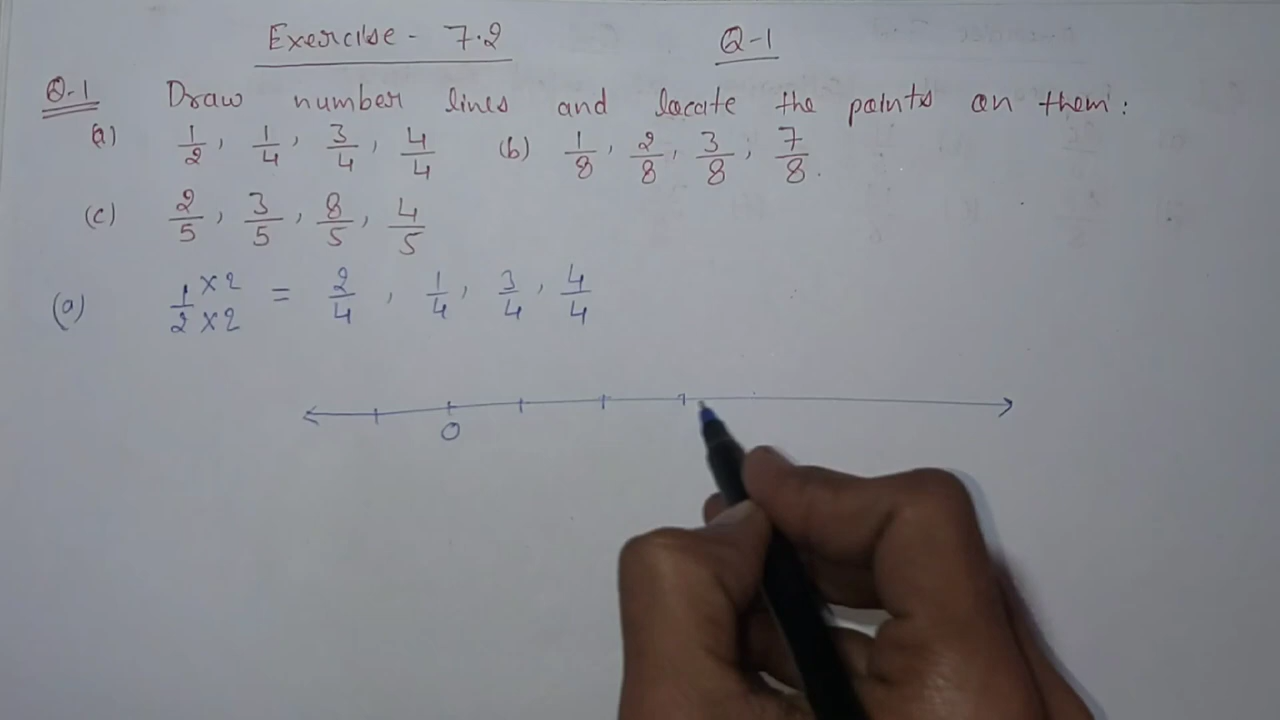 Exercise - 7.2 Q-1
Q-1 Draw number lines and locate the points on them:
(a) 1/2, 1/4, 3/4, 4/4 (b) 1/8, 2/8, 3/8, 7/8.
(c) 2/5, 3/5, 8/5, 4/5
(a) 1×2/2×2 = 2/4, 1/4, 3/4, 4/4
0